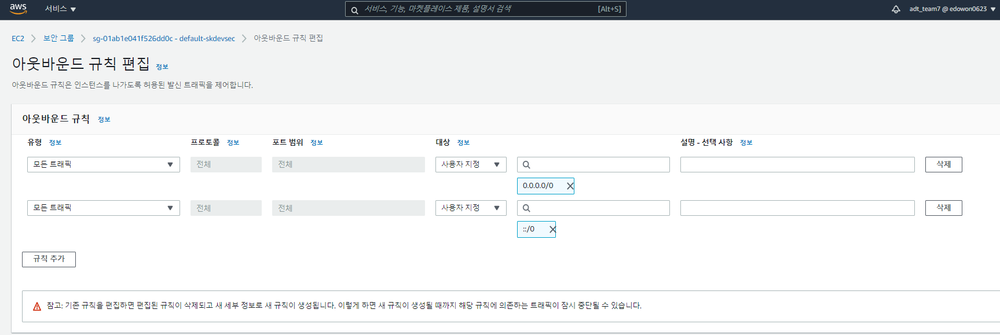 aws 서비스 서비스, 기능, 마켓플레이스 제품, 설명서 검색 [Alt+S] adt_team7 @ edowon0623
EC2 보안 그룹 sg-01ab1e041f526dd0c - default-skdevsec 아웃바운드 규칙 편집
아웃바운드 규칙 편집 정보
아웃바운드 규칙은 인스턴스를 나가도록 허용된 발신 트래픽을 제어합니다.
아웃바운드 규칙 정보
유형 정보 프로토콜 정보 포트 범위 정보 대상 정보 설명 - 선택 사항 정보
모든 트래픽 전체 전체 사용자 지정 삭제
0.0.0.0/0
모든 트래픽 전체 전체 사용자 지정 삭제
::/0
규칙 추가
참고: 기존 규칙을 편집하면 편집된 규칙이 삭제되고 새 세부 정보로 새 규칙이 생성됩니다. 이렇게 하면 새 규칙이 생성될 때까지 해당 규칙에 의존하는 트래픽이 잠시 중단될 수 있습니다.